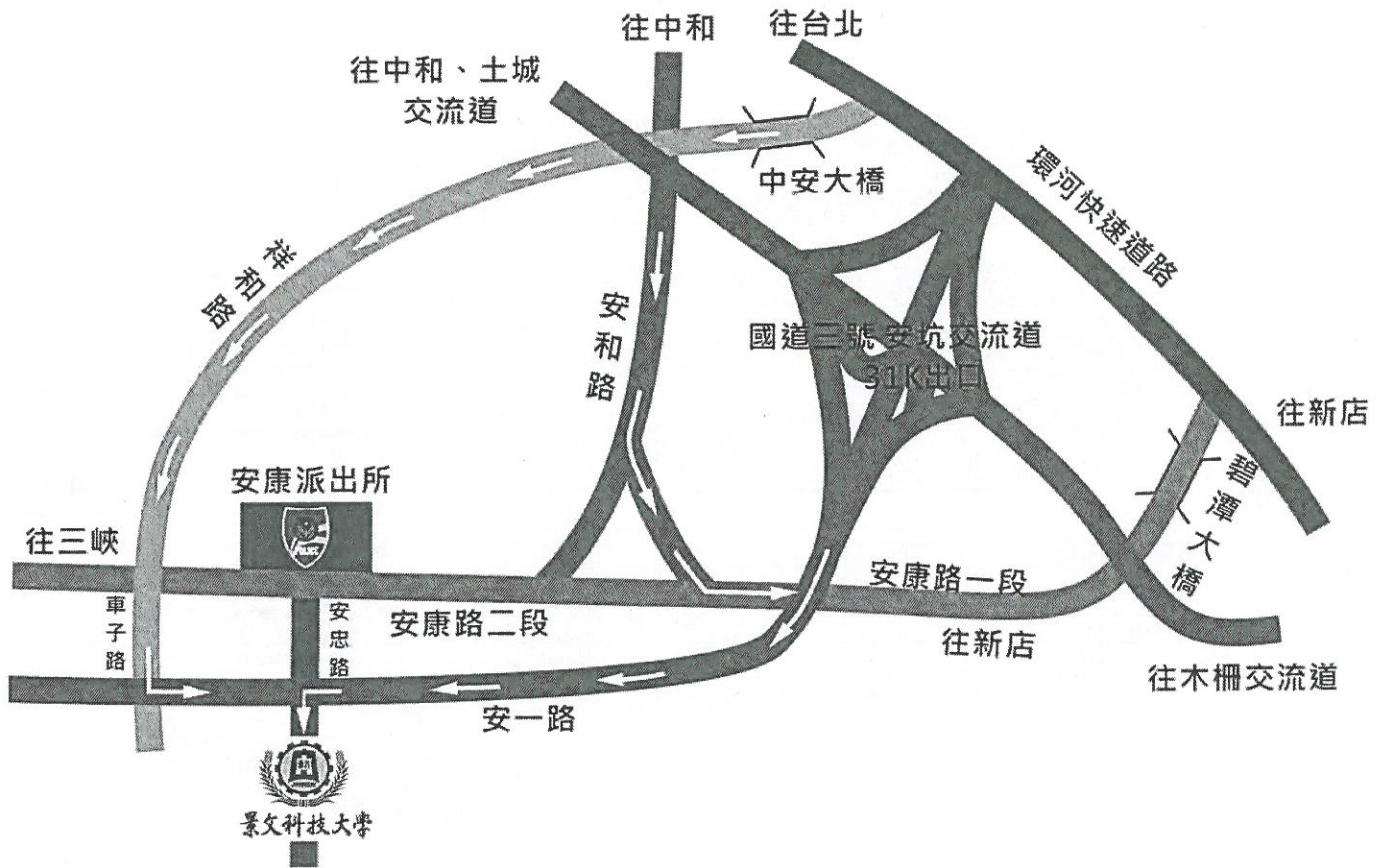 往中和
往台北
往中和、土城
交流道
中安大橋
環河快速道路
祥和路
安和路
國道三號 安坑交流道
31K出口
往新店
碧潭大橋
安康派出所
POLICE
往三峽
車子路
安忠路
安康路二段
安康路一段
往新店
往木柵交流道
安一路
景文科技大學